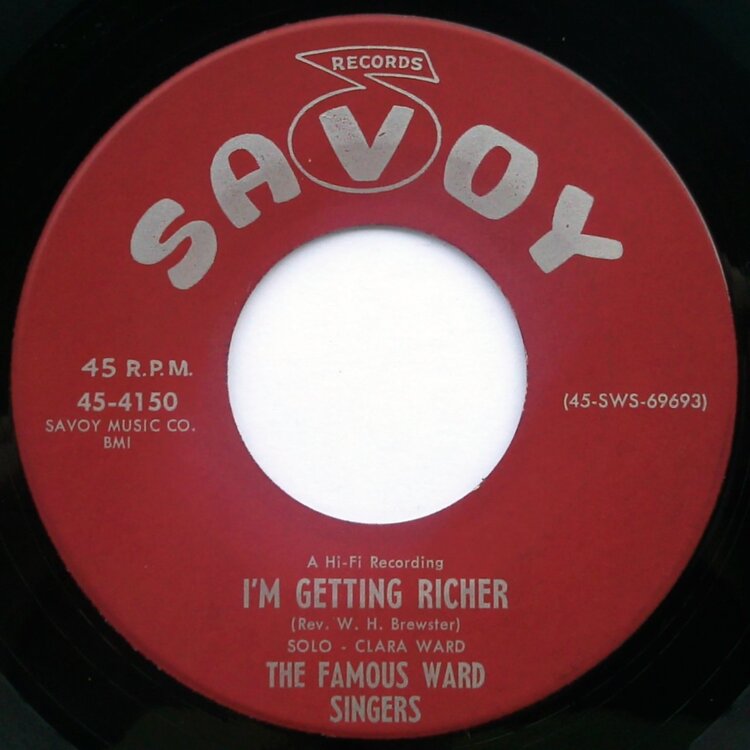 RECORDS
SAVOY
45 R.P.M.
45-4150
SAVOY MUSIC CO.
BMI
(45-SWS-69693)
A Hi-Fi Recording
I'M GETTING RICHER
(Rev. W. H. Brewster)
SOLO - CLARA WARD
THE FAMOUS WARD
SINGERS